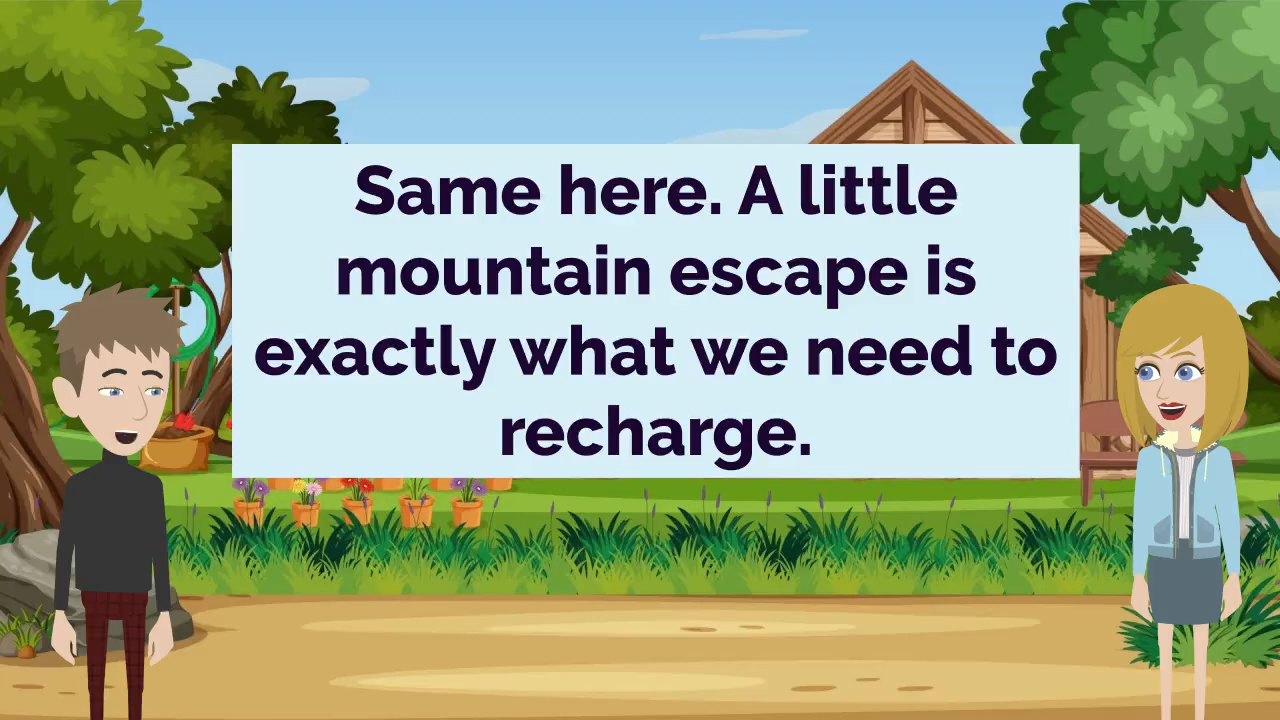 Same here. A little
mountain escape is
exactly what we need to
recharge.